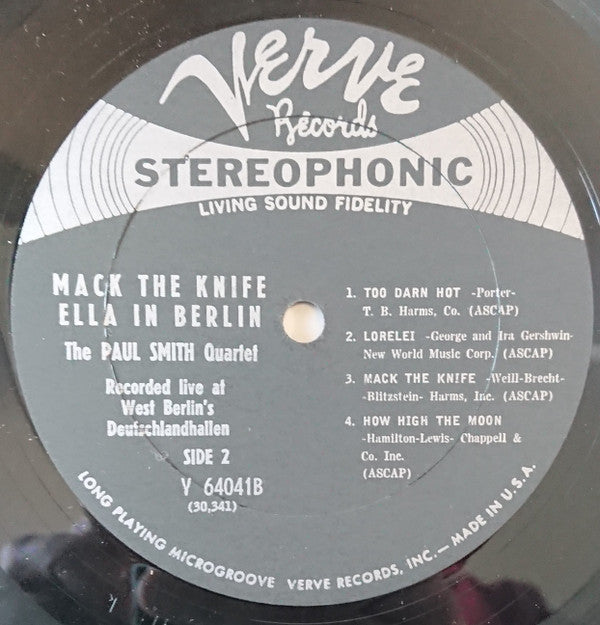 Verve
Records
STEREOPHONIC
LIVING SOUND FIDELITY
MACK THE KNIFE
ELLA IN BERLIN
The PAUL SMITH Quartet
Recorded live at
West Berlin's
Deutschlandhallen
SIDE 2
V 64041B
(30,341)
1. TOO DARN HOT -Porter-
T. B. Harms, Co. (ASCAP)
2. LORELEI -George and Ira Gershwin-
New World Music Corp. (ASCAP)
3. MACK THE KNIFE -Weill-Brecht-
-Blitzstein- Harms, Inc. (ASCAP)
4. HOW HIGH THE MOON
-Hamilton-Lewis- Chappell &
Co. Inc.
(ASCAP)
LONG PLAYING MICROGROOVE VERVE RECORDS, INC.— MADE IN U.S.A.